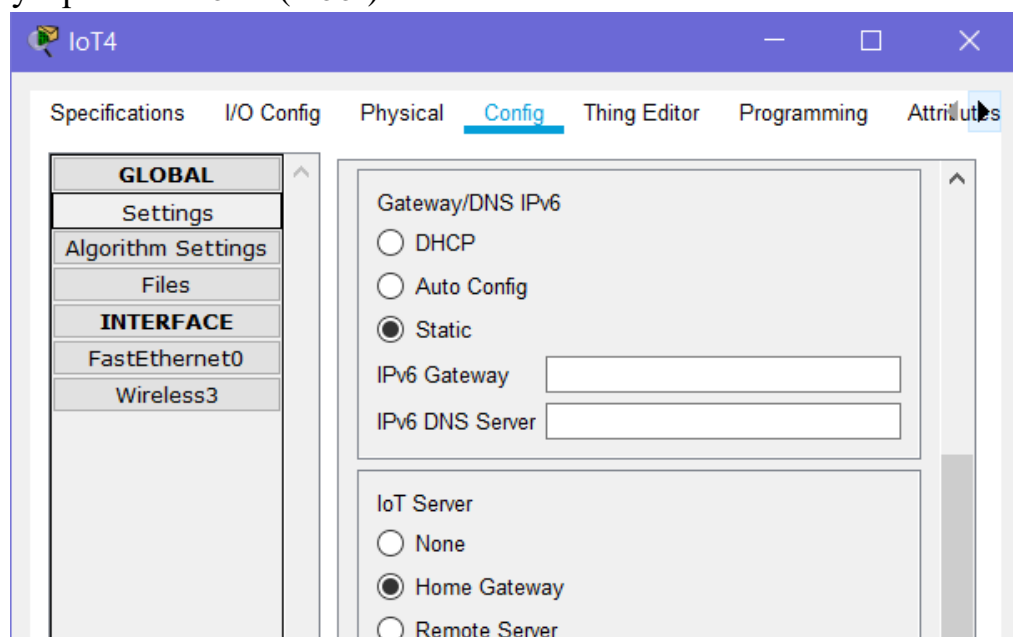 IoT4
Specifications I/O Config Physical Config Thing Editor Programming Attributes
GLOBAL
Settings
Algorithm Settings
Files
INTERFACE
FastEthernet0
Wireless3
Gateway/DNS IPv6
DHCP
Auto Config
Static
IPv6 Gateway
IPv6 DNS Server
IoT Server
None
Home Gateway
Remote Server